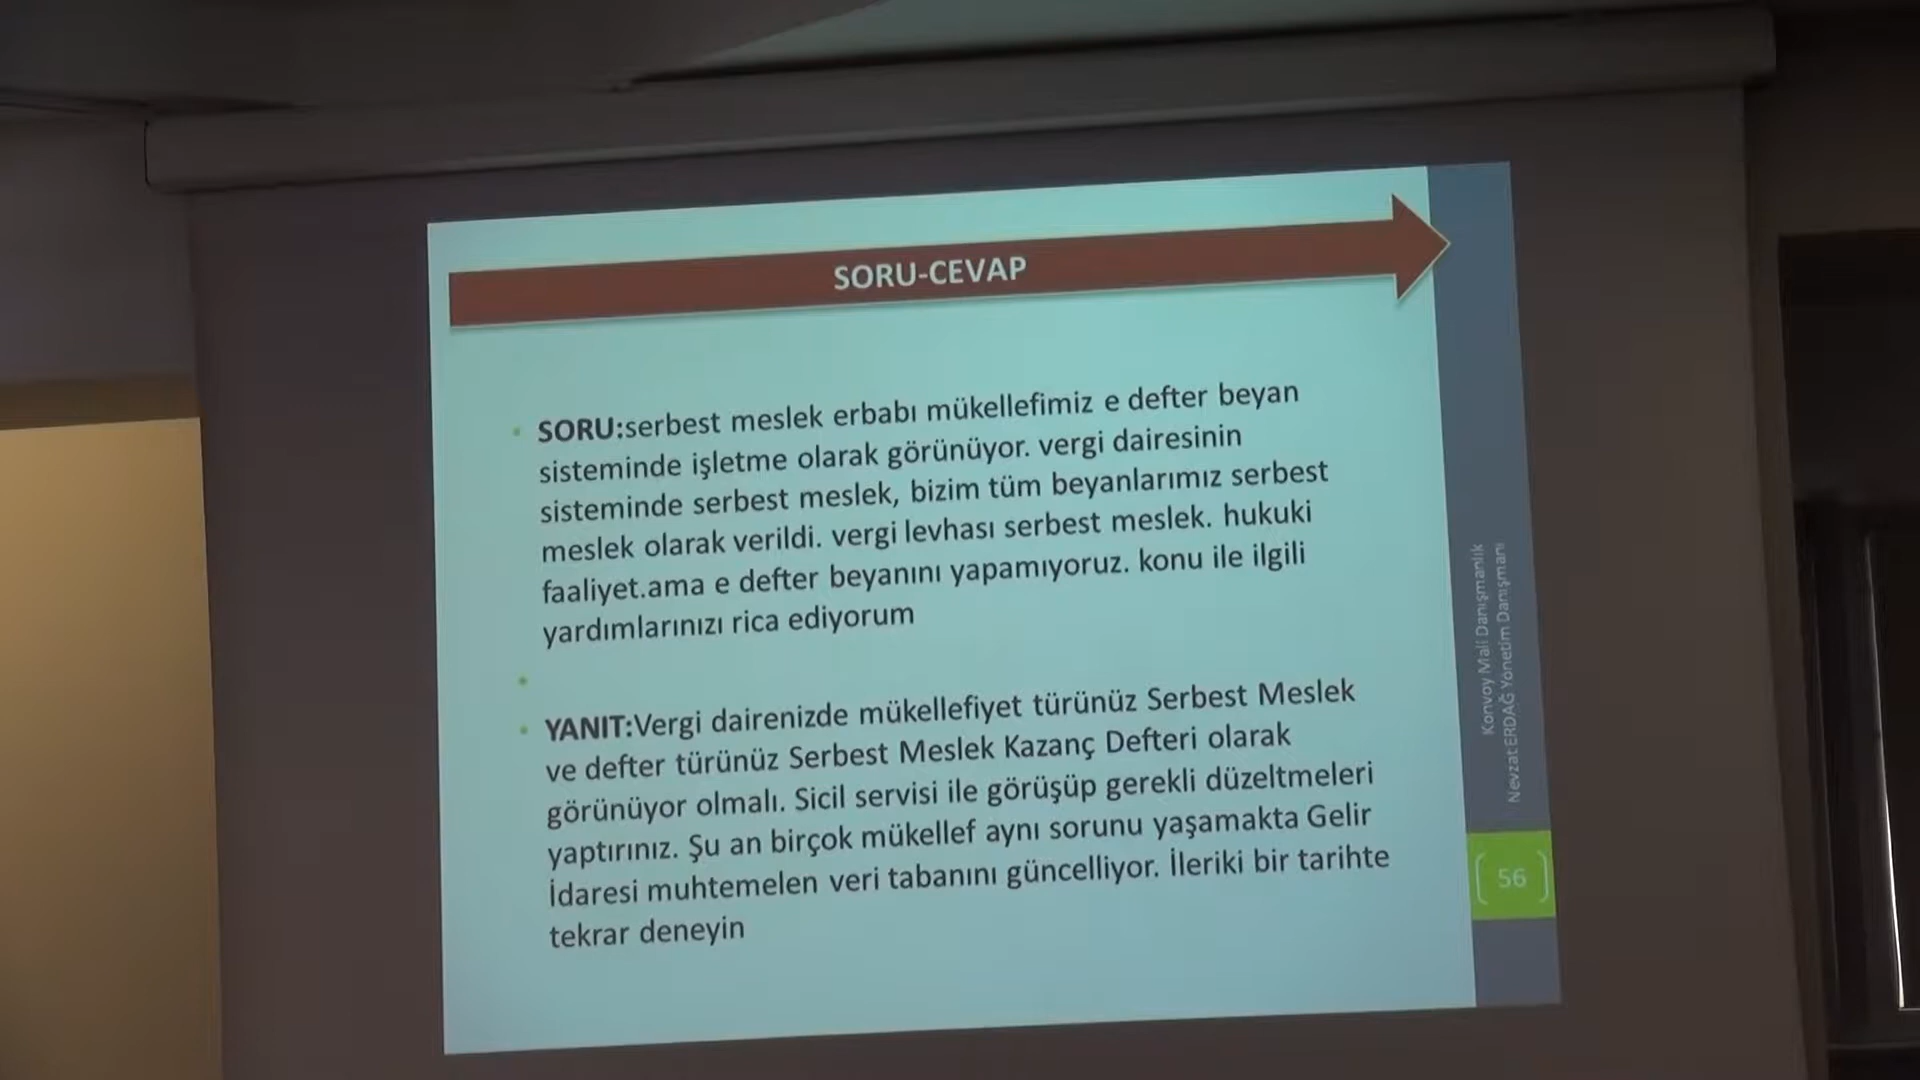 SORU-CEVAP
SORU:serbest meslek erbabı mükellefimiz e defter beyan
sisteminde işletme olarak görünüyor. vergi dairesinin
sisteminde serbest meslek, bizim tüm beyanlarımız serbest
meslek olarak verildi. vergi levhası serbest meslek. hukuki
faaliyet.ama e defter beyanını yapamıyoruz. konu ile ilgili
yardımlarınızı rica ediyorum
YANIT:Vergi dairenizde mükellefiyet türünüz Serbest Meslek
ve defter türünüz Serbest Meslek Kazanç Defteri olarak
görünüyor olmalı. Sicil servisi ile görüşüp gerekli düzeltmeleri
yaptırınız. Şu an birçok mükellef aynı sorunu yaşamakta Gelir
İdaresi muhtemelen veri tabanını güncelliyor. İleriki bir tarihte
tekrar deneyin
Konvoy Mali Danışmanlık
Nevzat ERDAĞ Yönetim Danışmanı
56